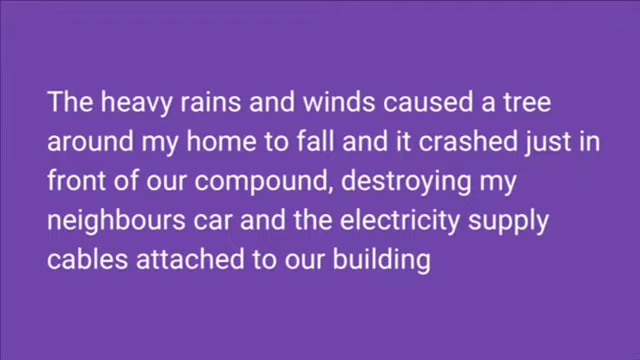 The heavy rains and winds caused a tree
around my home to fall and it crashed just in
front of our compound, destroying my
neighbours car and the electricity supply
cables attached to our building